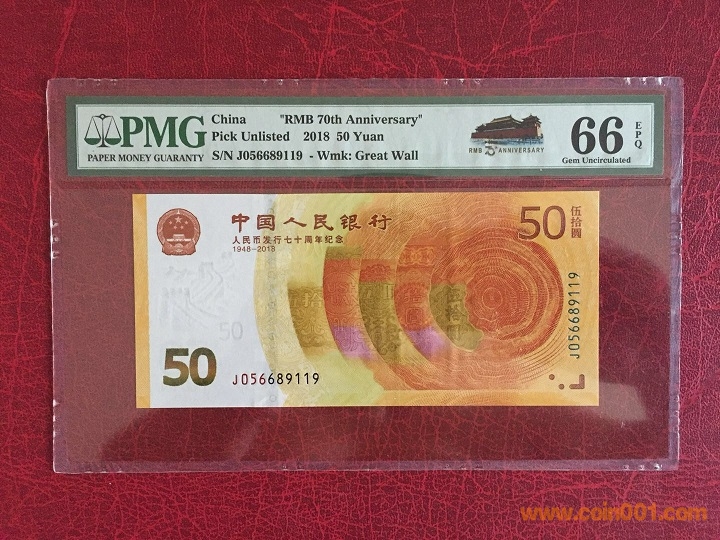 PMG
PAPER MONEY GUARANTY
China "RMB 70th Anniversary"
Pick Unlisted 2018 50 Yuan
S/N J056689119 - Wmk: Great Wall
RMB 70 ANNIVERSARY
66 EPQ
Gem Uncirculated
中国人民银行
人民币发行七十周年纪念
1948-2018
50 伍拾圆
50
50
J056689119
J056689119
www.coin001.com